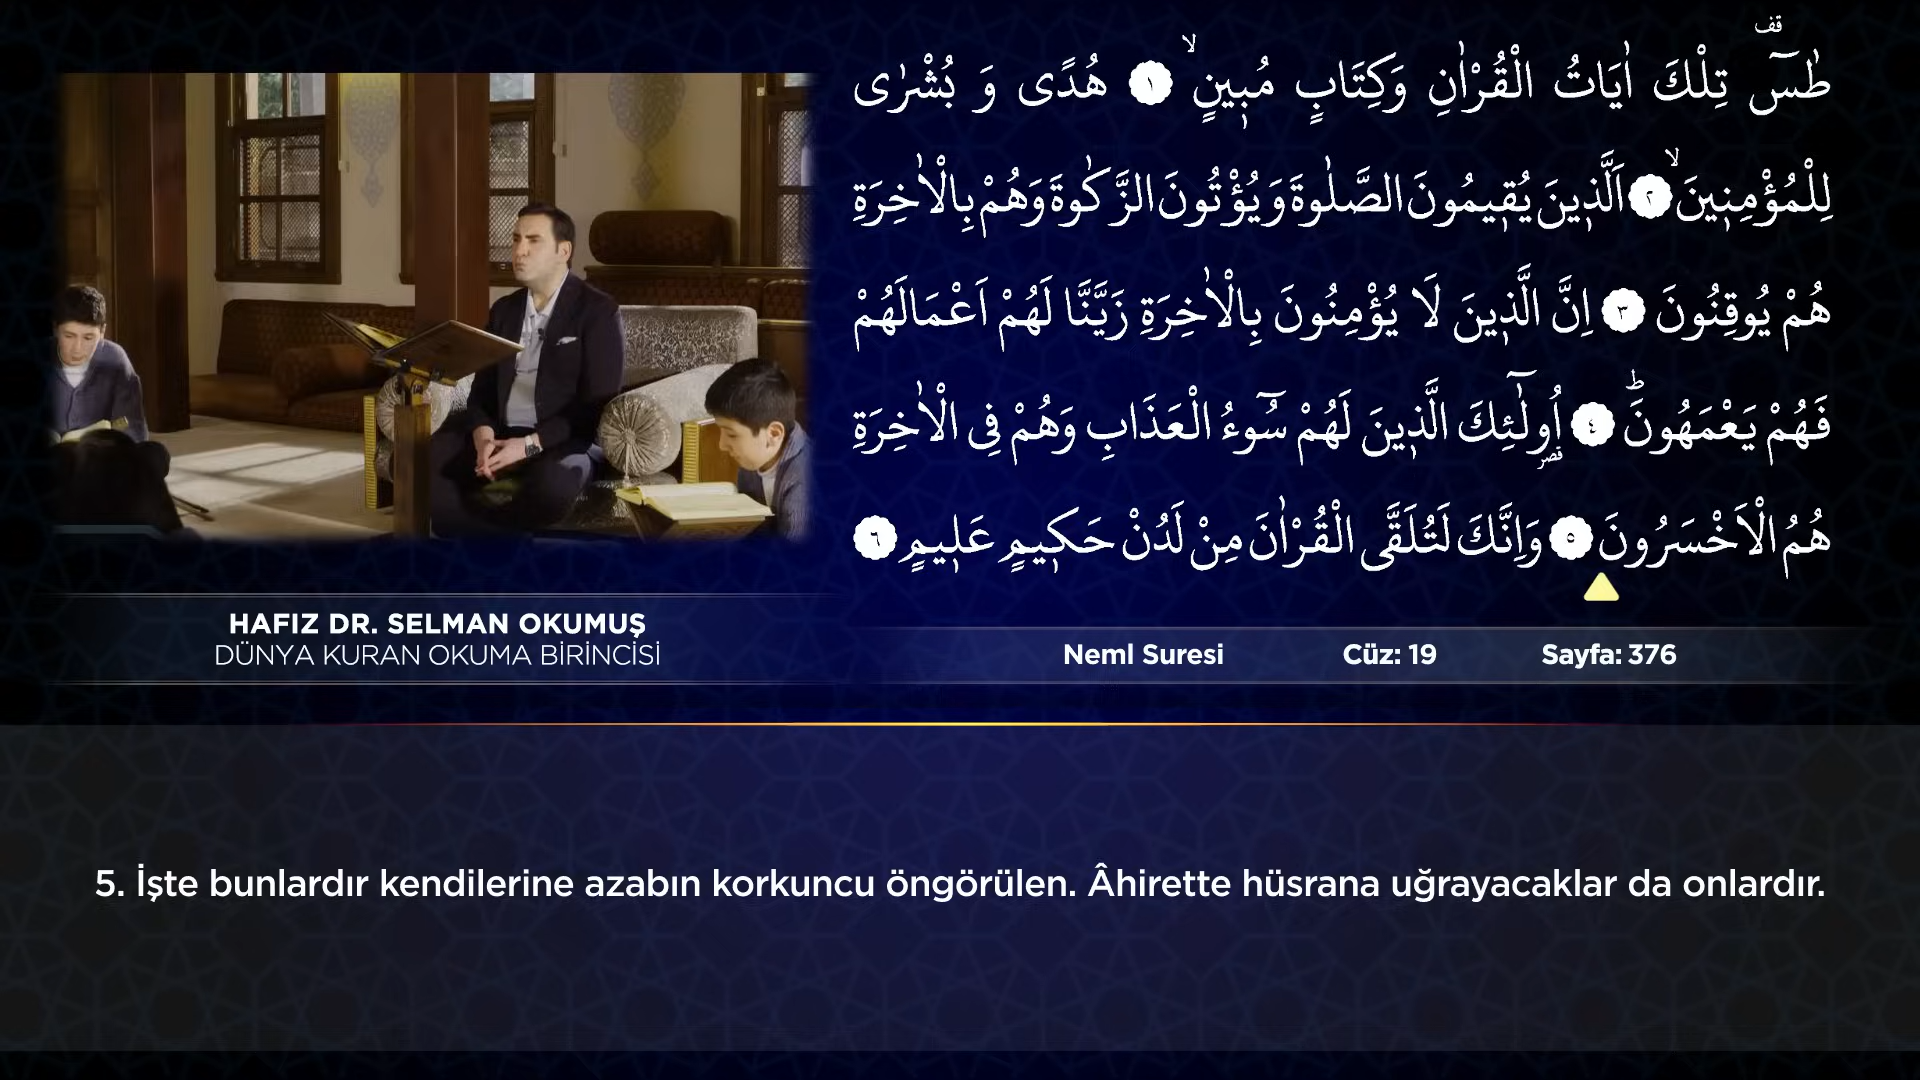 طٰسٓ ࣞ تِلْكَ اٰيَاتُ الْقُرْاٰنِ وَكِتَابٍ مُبٖينٍۙ ﴿١﴾ هُدًى وَ بُشْرٰى
لِلْمُؤْمِنٖينَۙ ﴿٢﴾ اَلَّذٖينَ يُقٖيمُونَ الصَّلٰوةَ وَيُؤْتُونَ الزَّكٰوةَ وَهُمْ بِالْاٰخِرَةِ
هُمْ يُوقِنُونَ ﴿٣﴾ اِنَّ الَّذٖينَ لَا يُؤْمِنُونَ بِالْاٰخِرَةِ زَيَّنَّا لَهُمْ اَعْمَالَهُمْ
فَهُمْ يَعْمَهُونَؕ ﴿٤﴾ اُو۬لٰٓئِكَ الَّذٖينَ لَهُمْ سُٓوءُ الْعَذَابِ وَهُمْ فِى الْاٰخِرَةِ
هُمُ الْاَخْسَرُونَ ﴿٥﴾ وَاِنَّكَ لَتُلَقَّى الْقُرْاٰنَ مِنْ لَدُنْ حَكٖيمٍ عَلٖيمٍ ﴿٦﴾
HAFIZ DR. SELMAN OKUMUŞ
DÜNYA KURAN OKUMA BİRİNCİSİ
Neml Suresi Cüz: 19 Sayfa: 376
5. İşte bunlardır kendilerine azabın korkuncu öngörülen. Âhirette hüsrana uğrayacaklar da onlardır.